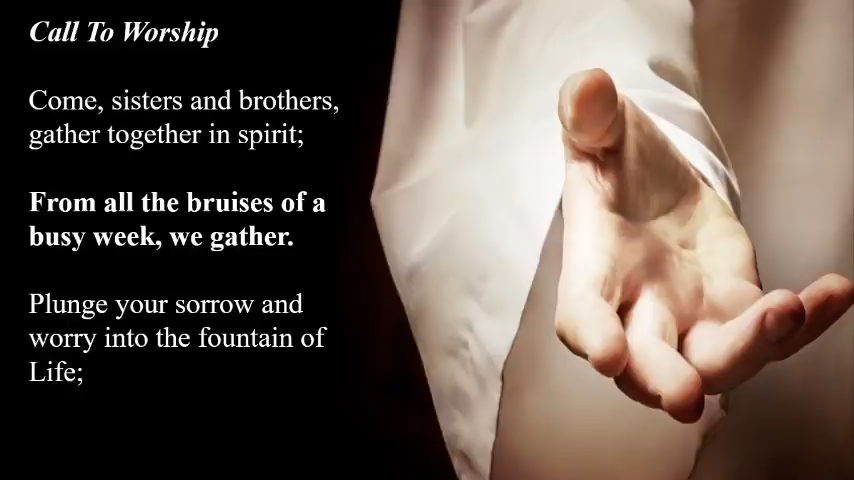 Call To Worship
Come, sisters and brothers,
gather together in spirit;
From all the bruises of a
busy week, we gather.
Plunge your sorrow and
worry into the fountain of
Life;